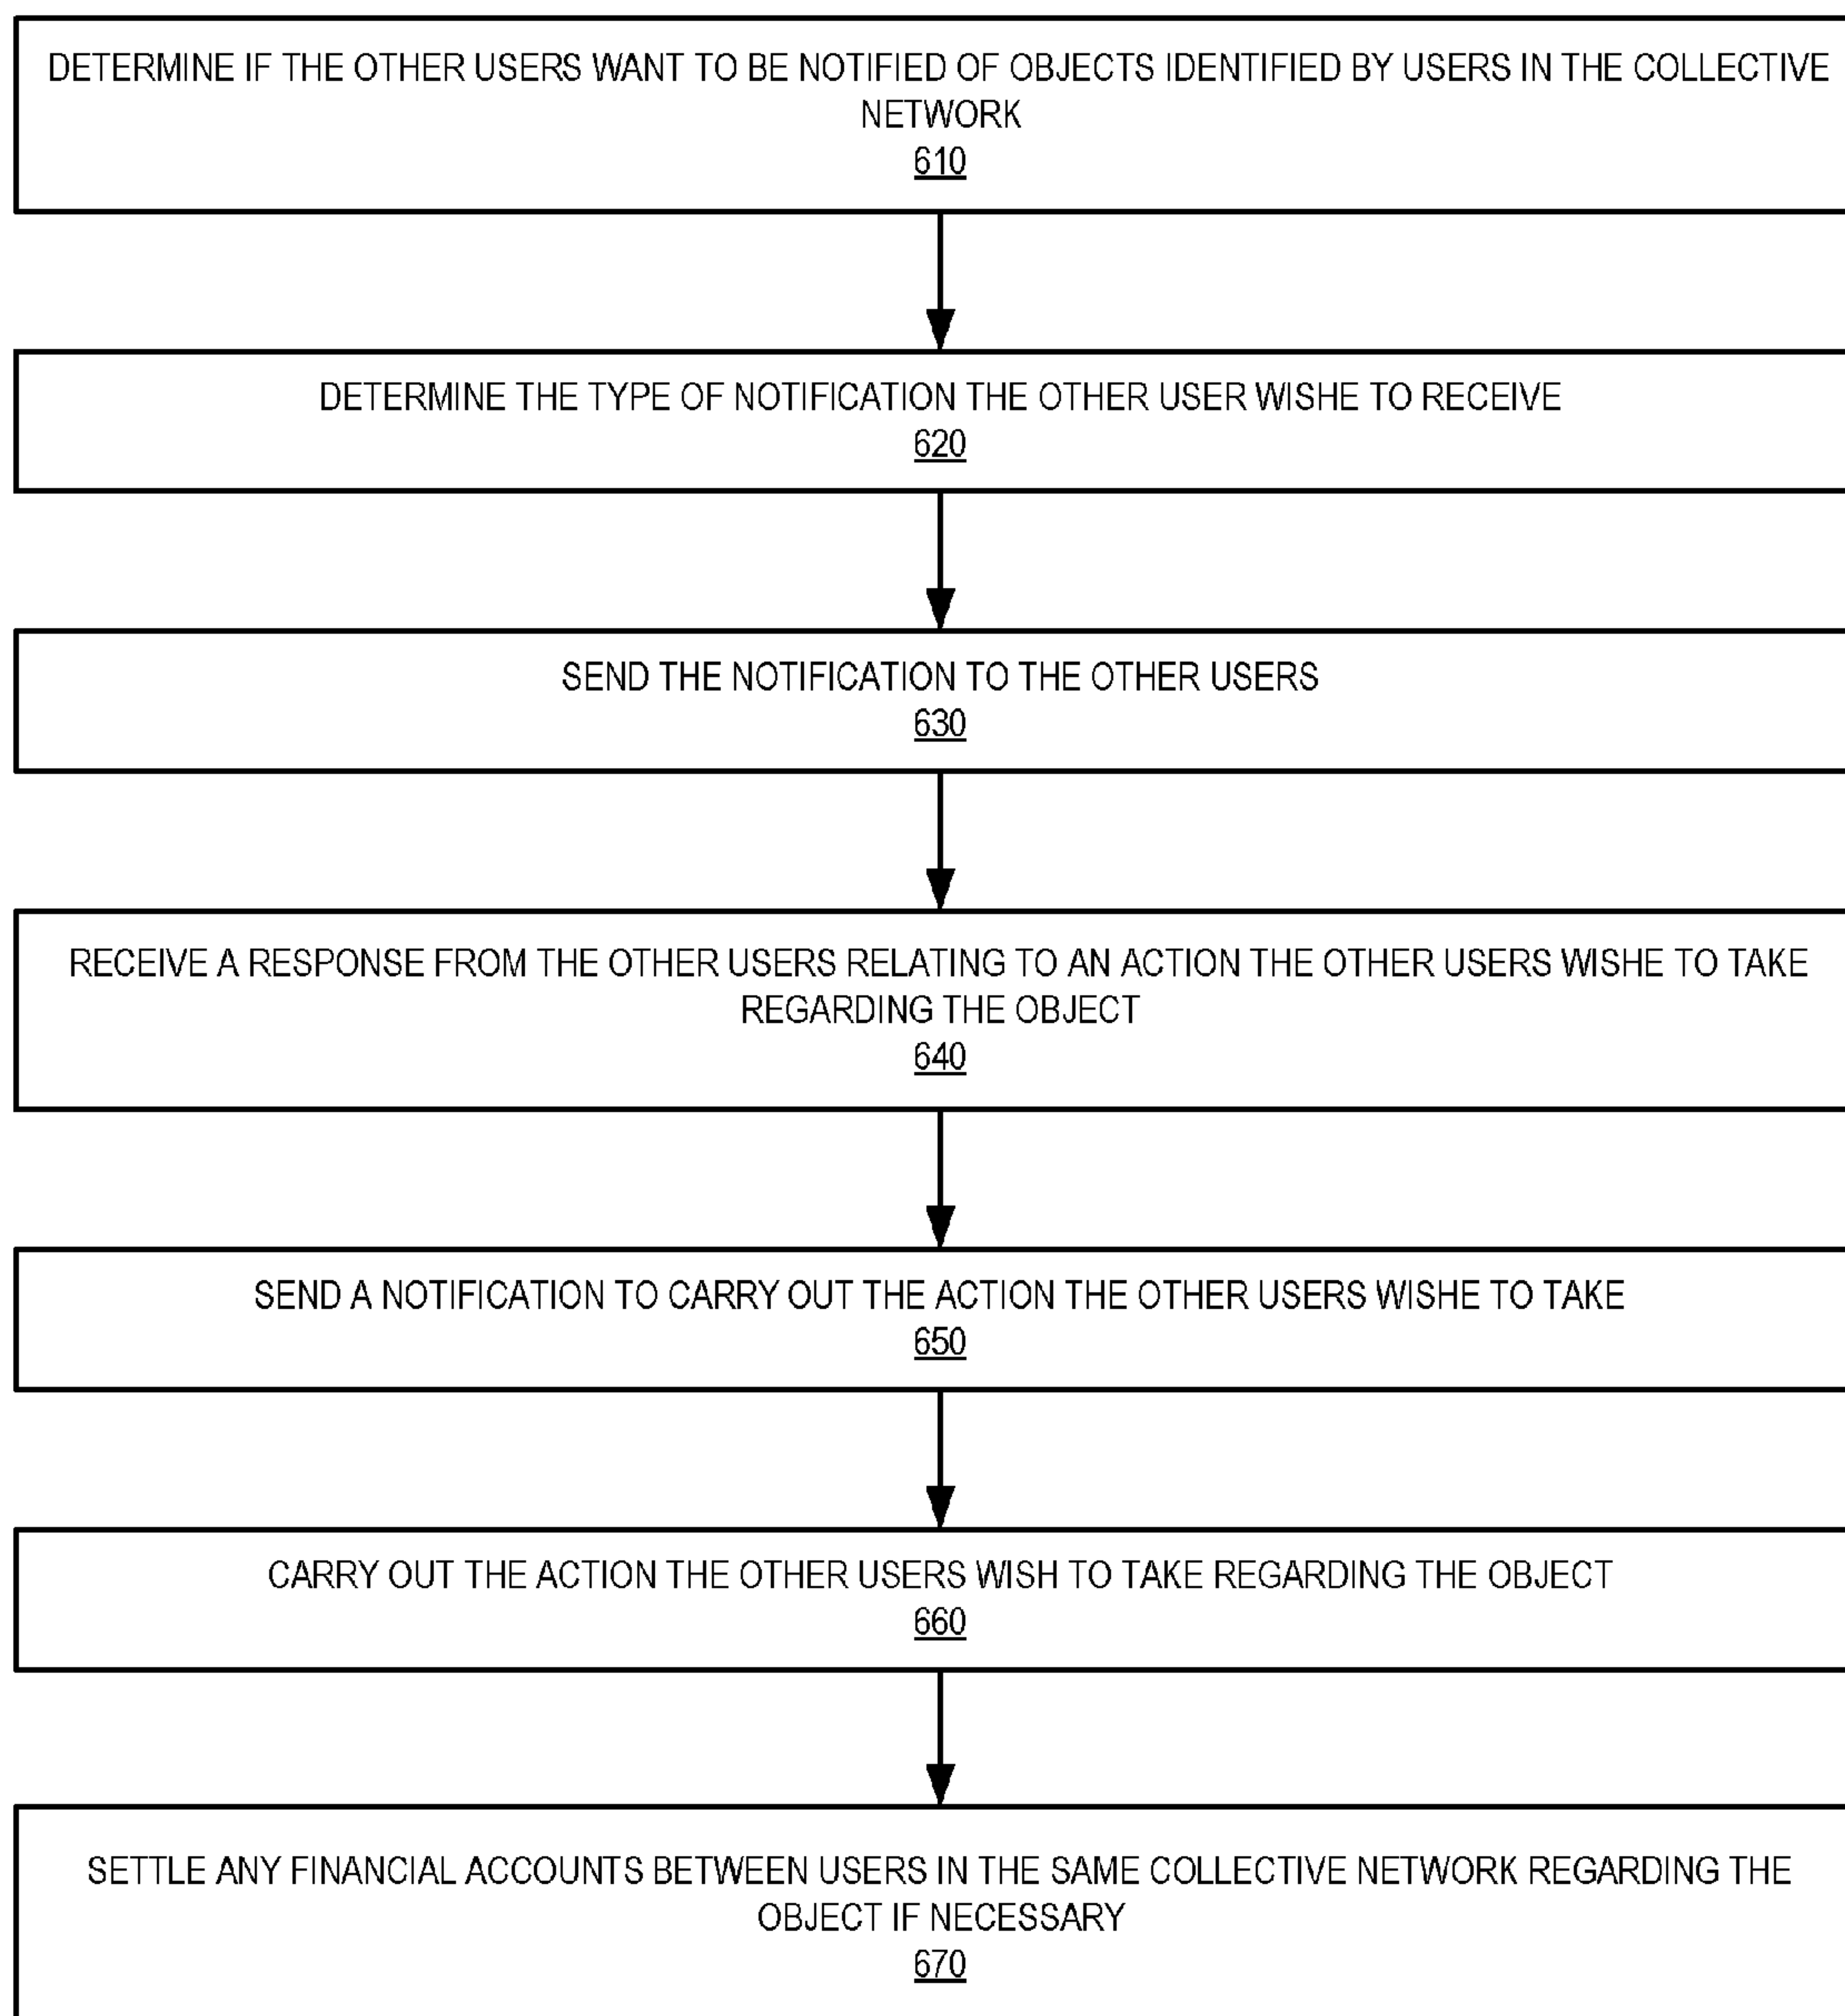 DETERMINE IF THE OTHER USERS WANT TO BE NOTIFIED OF OBJECTS IDENTIFIED BY USERS IN THE COLLECTIVE
NETWORK
610
DETERMINE THE TYPE OF NOTIFICATION THE OTHER USER WISHE TO RECEIVE
620
SEND THE NOTIFICATION TO THE OTHER USERS
630
RECEIVE A RESPONSE FROM THE OTHER USERS RELATING TO AN ACTION THE OTHER USERS WISHE TO TAKE
REGARDING THE OBJECT
640
SEND A NOTIFICATION TO CARRY OUT THE ACTION THE OTHER USERS WISHE TO TAKE
650
CARRY OUT THE ACTION THE OTHER USERS WISH TO TAKE REGARDING THE OBJECT
660
SETTLE ANY FINANCIAL ACCOUNTS BETWEEN USERS IN THE SAME COLLECTIVE NETWORK REGARDING THE
OBJECT IF NECESSARY
670